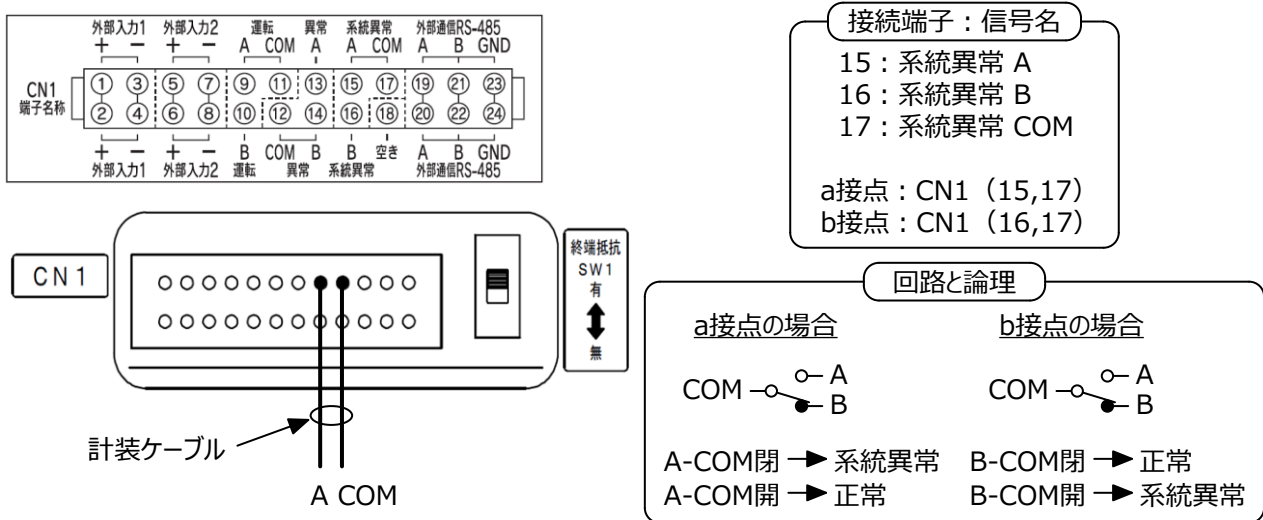 外部入力1 外部入力2 運転 異常 系統異常 外部通信RS-485
+ − + − A COM A A COM A B GND
CN1
端子名称
① ③ ⑤ ⑦ ⑨ ⑪ ⑬ ⑮ ⑰ ⑲ ㉑ ㉓
② ④ ⑥ ⑧ ⑩ ⑫ ⑭ ⑯ ⑱ ⑳ ㉒ ㉔
+ − + − B COM B B 空き A B GND
外部入力1 外部入力2 運転 異常 系統異常 外部通信RS-485
CN1
終端抵抗
SW1
有
無
計装ケーブル
A COM
接続端子：信号名
15：系統異常 A
16：系統異常 B
17：系統異常 COM
a接点：CN1（15,17）
b接点：CN1（16,17）
回路と論理
a接点の場合
COM A
B
A-COM閉 → 系統異常
A-COM開 → 正常
b接点の場合
COM A
B
B-COM閉 → 正常
B-COM開 → 系統異常